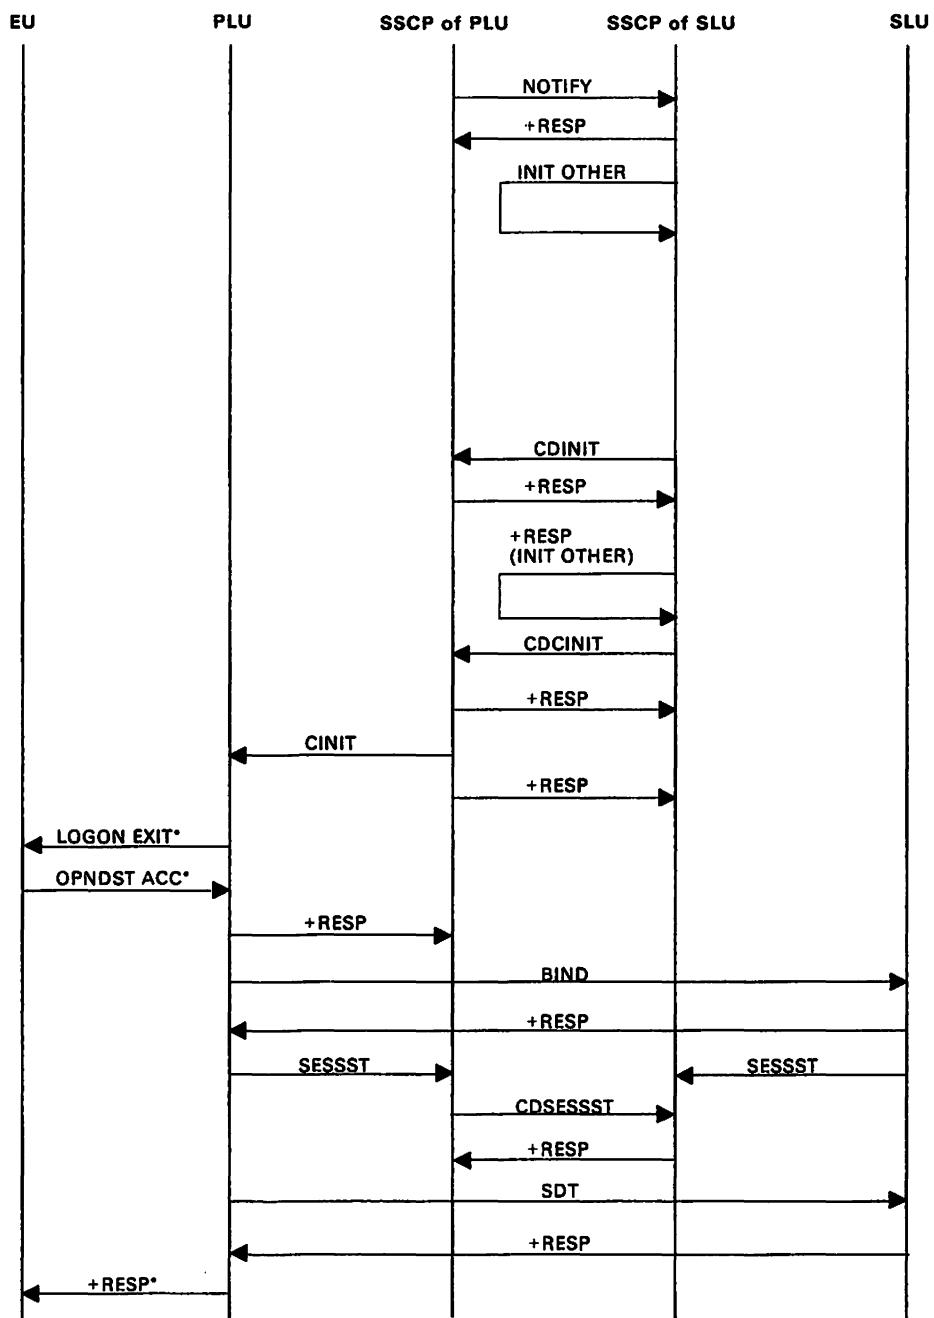 EU PLU SSCP of PLU SSCP of SLU SLU
NOTIFY
+RESP
INIT OTHER
CDINIT
+RESP
+RESP
(INIT OTHER)
CDCINIT
+RESP
CINIT
+RESP
LOGON EXIT*
OPNDST ACC*
+RESP
BIND
+RESP
SESSST SESSST
CDSESSST
+RESP
SDT
+RESP
+RESP*